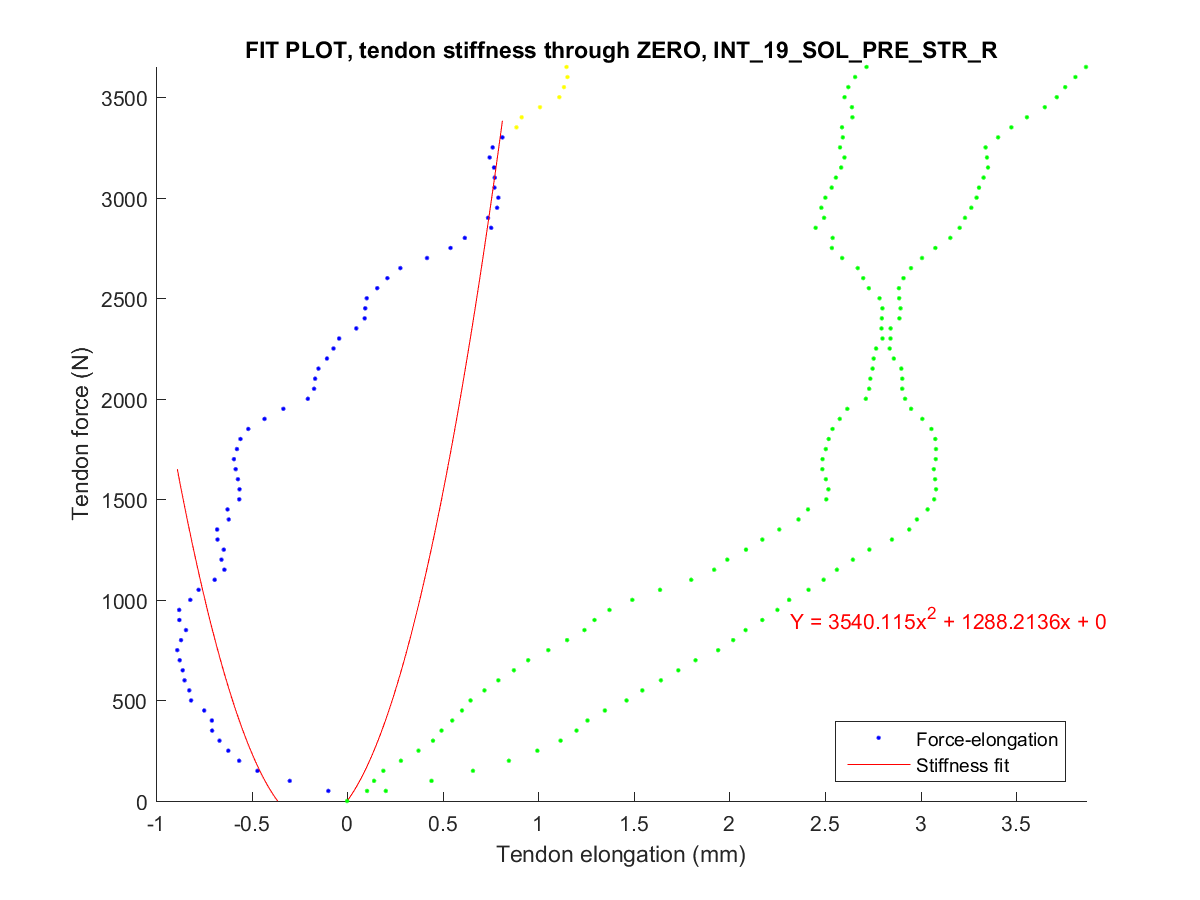 FIT PLOT, tendon stiffness through ZERO, INT_19_SOL_PRE_STR_R
3500
3000
2500
2000
1500
1000
500
0
Tendon force (N)
Y = 3540.115x^2 + 1288.2136x + 0
Force-elongation
Stiffness fit
-1 -0.5 0 0.5 1 1.5 2 2.5 3 3.5
Tendon elongation (mm)